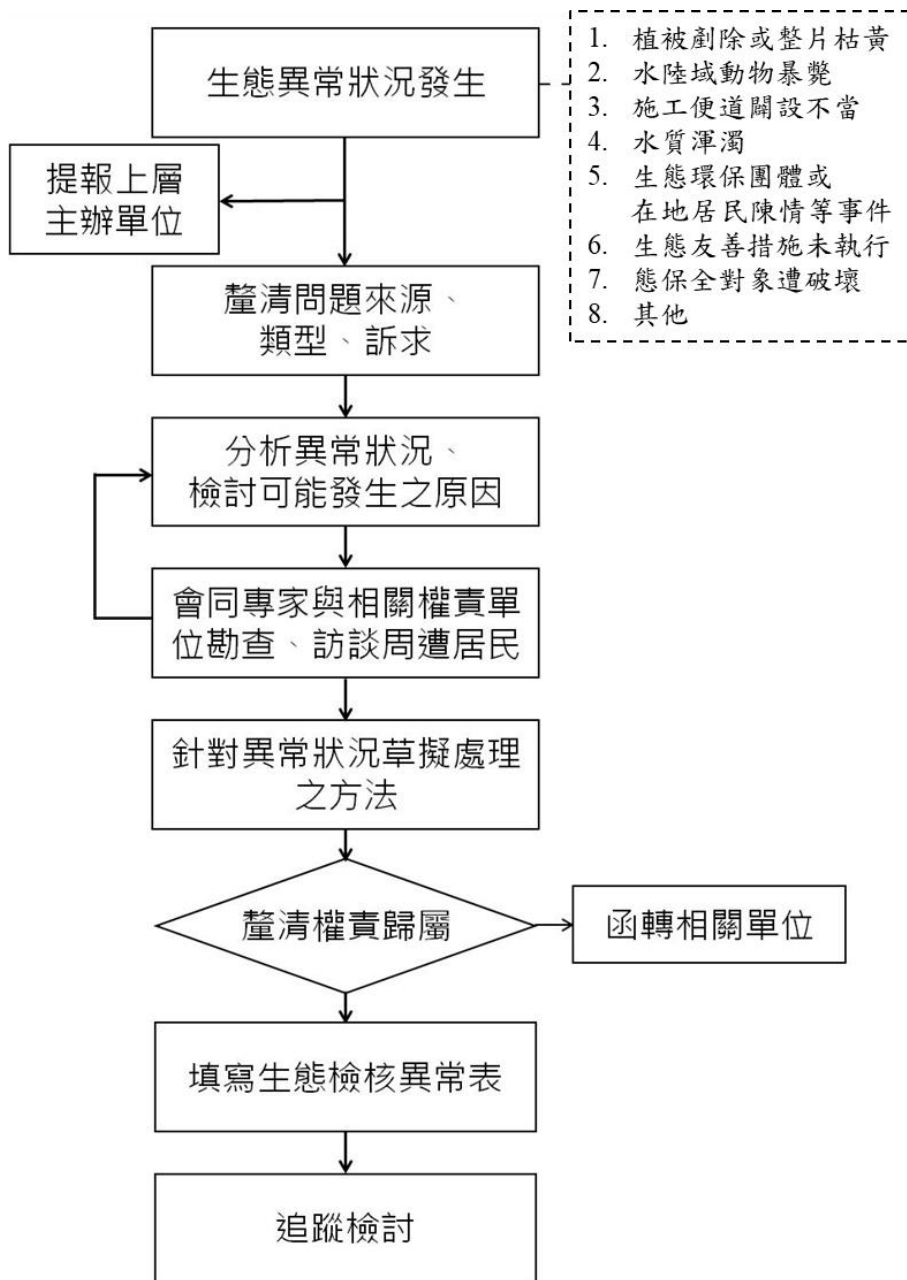 生態異常狀況發生
1. 植被剷除或整片枯黃
2. 水陸域動物暴斃
3. 施工便道闢設不當
4. 水質渾濁
5. 生態環保團體或
在地居民陳情等事件
6. 生態友善措施未執行
7. 態保全對象遭破壞
8. 其他
提報上層
主辦單位
釐清問題來源、
類型、訴求
分析異常狀況、
檢討可能發生之原因
會同專家與相關權責單
位勘查、訪談周遭居民
針對異常狀況草擬處理
之方法
釐清權責歸屬
函轉相關單位
填寫生態檢核異常表
追蹤檢討